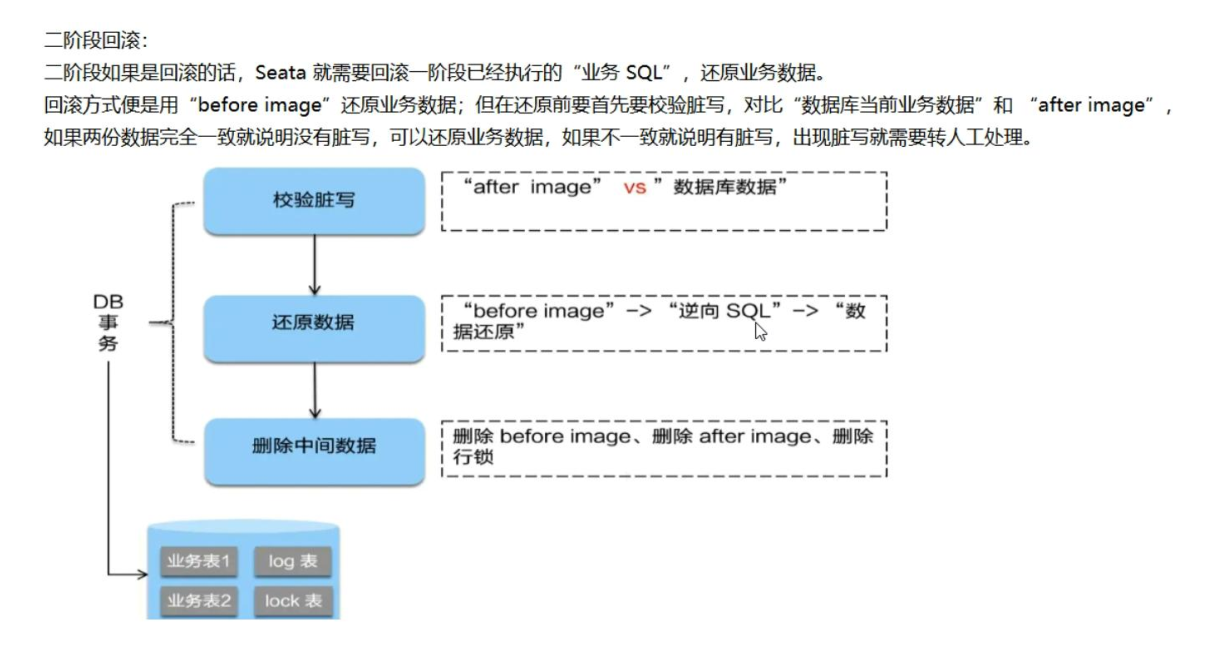 二阶段回滚：
二阶段如果是回滚的话，Seata 就需要回滚一阶段已经执行的“业务 SQL”，还原业务数据。
回滚方式便是用“before image”还原业务数据；但在还原前要首先要校验脏写，对比“数据库当前业务数据”和 “after image”，
如果两份数据完全一致就说明没有脏写，可以还原业务数据，如果不一致就说明有脏写，出现脏写就需要转人工处理。
校验脏写
“after image” vs ” 数据库数据”
DB
事
务
还原数据
“before image” –> “逆向 SQL” –> “数
据还原”
删除中间数据
删除 before image、删除 after image、删除
行锁
业务表1
log 表
业务表2
lock 表